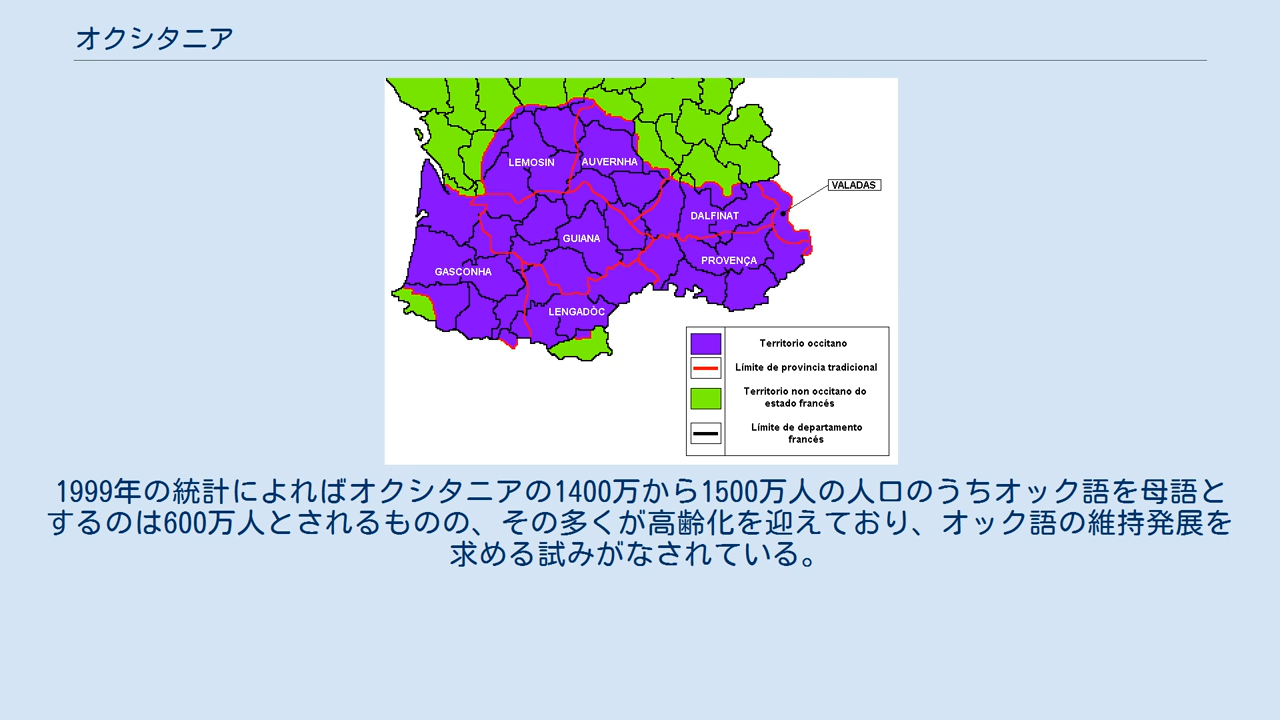 オクシタニア
LEMOSIN
AUVERNHA
VALADAS
DALFINAT
GUIANA
PROVENÇA
GASCONHA
LENGADÒC
Territorio occitano
Límite de provincia tradicional
Territorio non occitano do
estado francés
Límite de departamento
francés
1999年の統計によればオクシタニアの1400万から1500万人の人口のうちオック語を母語と
するのは600万人とされるものの、その多くが高齢化を迎えており、オック語の維持発展を
求める試みがなされている。